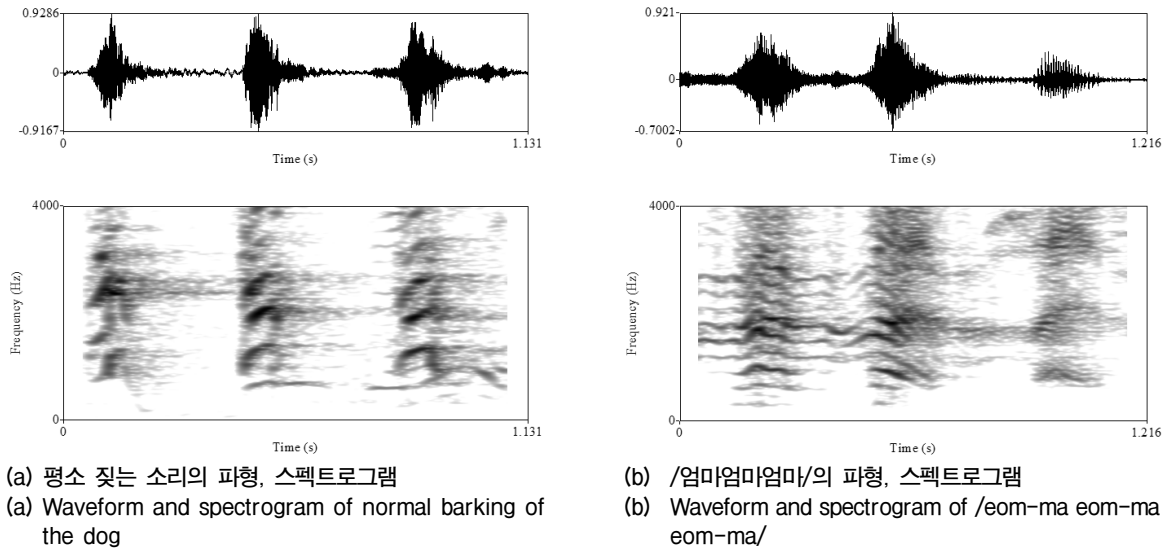 0.9286
0
-0.9167
0
1.131
Time (s)
4000
Frequency (Hz)
0
0
1.131
Time (s)
(a) 평소 짖는 소리의 파형, 스펙트로그램
(a) Waveform and spectrogram of normal barking of
the dog
0.921
0
-0.7002
0
1.216
Time (s)
4000
Frequency (Hz)
0
0
1.216
Time (s)
(b) /엄마엄마엄마/의 파형, 스펙트로그램
(b) Waveform and spectrogram of /eom-ma eom-ma
eom-ma/